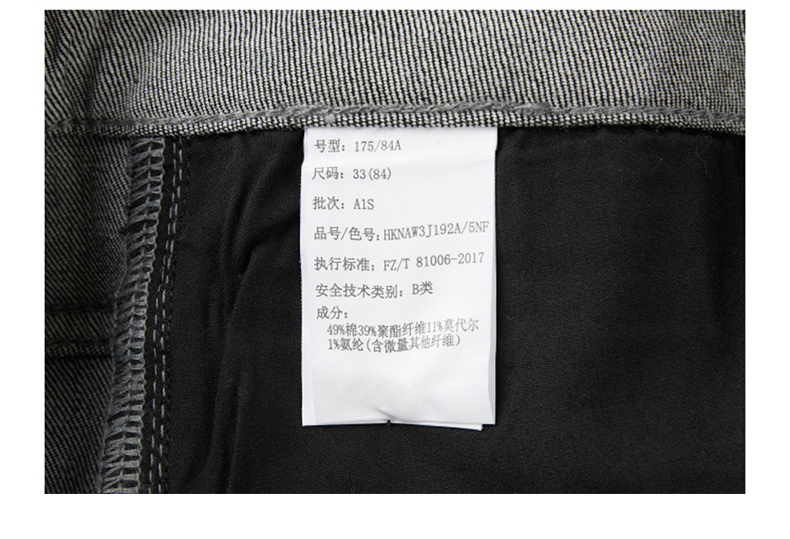 号型: 175/84A
尺码: 33(84)
批次: A1S
品号/色号: HKNAW3J192A/5NF
执行标准: FZ/T 81006-2017
安全技术类别: B类
成分:
49%棉39%聚酯纤维11%莫代尔
1%氨纶(含微量其他纤维)